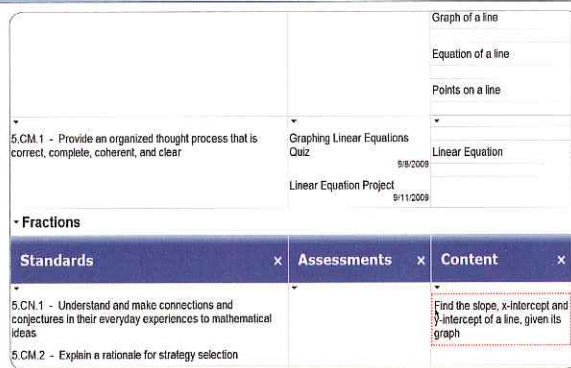 Graph of a line
Equation of a line
Points on a line
5.CM.1 - Provide an organized thought process that is
correct, complete, coherent, and clear
Graphing Linear Equations
Quiz
9/8/2009
Linear Equation Project
9/11/2009
Linear Equation
Fractions
Standards x
Assessments x
Content x
5.CN.1 - Understand and make connections and
conjectures in their everyday experiences to mathematical
ideas
5.CM.2 - Explain a rationale for strategy selection
Find the slope, x-intercept and
y-intercept of a line, given its
graph